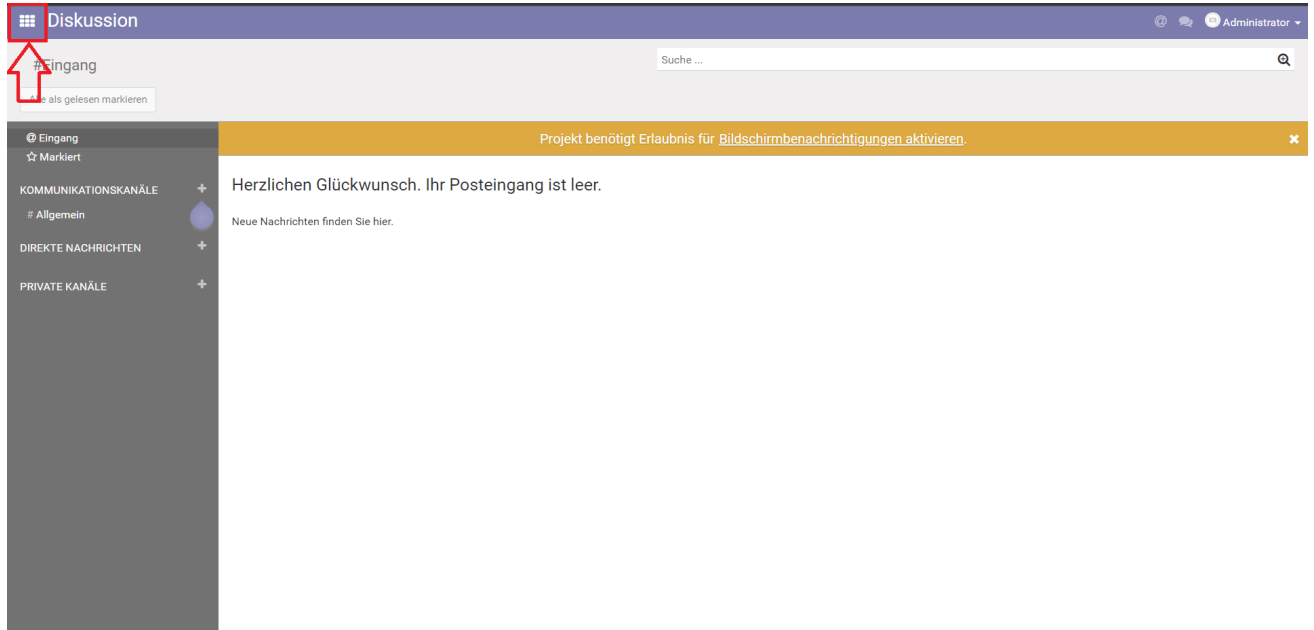 Diskussion
@ Administrator
#Eingang
Suche ...
Alle als gelesen markieren
@ Eingang
Markiert
Projekt benötigt Erlaubnis für Bildschirmbenachrichtigungen aktivieren.
KOMMUNIKATIONSKANÄLE +
# Allgemein
DIREKTE NACHRICHTEN +
PRIVATE KANÄLE +
Herzlichen Glückwunsch. Ihr Posteingang ist leer.
Neue Nachrichten finden Sie hier.